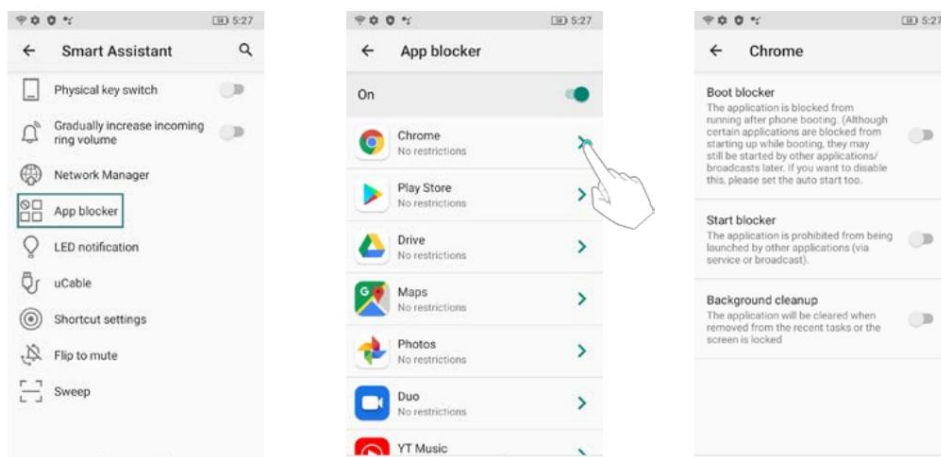 5:27
Smart Assistant
Physical key switch
Gradually increase incoming
ring volume
Network Manager
App blocker
LED notification
uCable
Shortcut settings
Flip to mute
Sweep
5:27
App blocker
On
Chrome
No restrictions
Play Store
No restrictions
Drive
No restrictions
Maps
No restrictions
Photos
No restrictions
Duo
No restrictions
YT Music
5:27
Chrome
Boot blocker
The application is blocked from
running after phone booting. (Although
certain applications are blocked from
starting up while booting, they may
still be started by other applications/
broadcasts later. If you want to disable
this, please set the auto start too.
Start blocker
The application is prohibited from being
launched by other applications (via
service or broadcast).
Background cleanup
The application will be cleared when
removed from the recent tasks or the
screen is locked